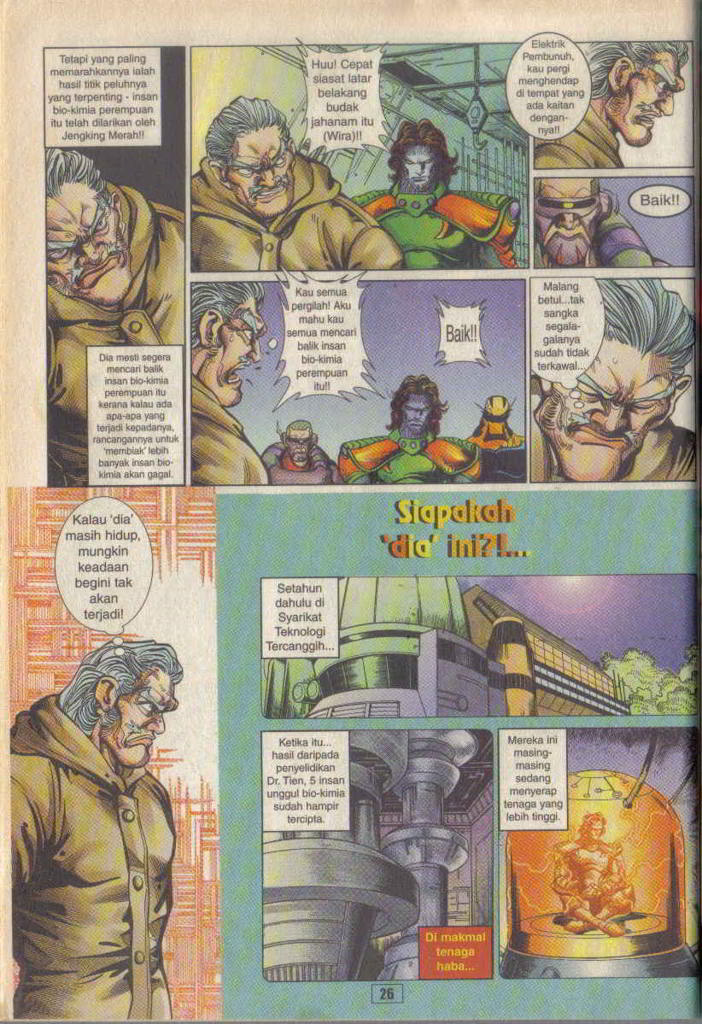 Tetapi yang paling
memarahkannya ialah
hasil titik peluhnya
yang terpenting - insan
bio-kimia perempuan
itu telah dilarikan oleh
Jengking Merah!!
Huu! Cepat
siasat latar
belakang
budak
jahanam itu
(Wira)!!
Elektrik
Pembunuh,
kau pergi
menghendap
di tempat yang
ada kaitan
dengan-
nya!!
Baik!!
Dia mesti segera
mencari balik
insan bio-kimia
perempuan itu
kerana kalau ada
apa-apa yang
terjadi kepadanya,
rancangannya untuk
'membiak' lebih
banyak insan bio-
kimia akan gagal.
Kau semua
pergilah! Aku
mahu kau
semua mencari
balik insan
bio-kimia
perempuan
itu!!
Baik!!
Malang
betul...tak
sangka
segala-
galanya
sudah tidak
terkawal...
Kalau 'dia'
masih hidup,
mungkin
keadaan
begini tak
akan
terjadi!
Siapakah
'dia' ini?!...
Setahun
dahulu di
Syarikat
Teknologi
Tercanggih...
Ketika itu...
hasil daripada
penyelidikan
Dr. Tien, 5 insan
unggul bio-kimia
sudah hampir
tercipta.
Di makmal
tenaga
haba...
Mereka ini
masing-
masing
sedang
menyerap
tenaga yang
lebih tinggi.
26